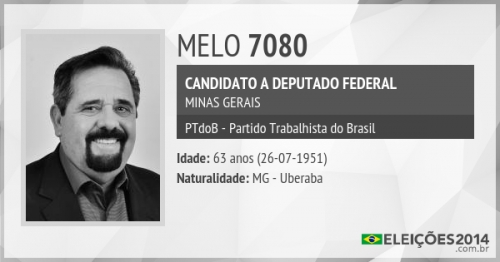 MELO 7080
CANDIDATO A DEPUTADO FEDERAL
MINAS GERAIS
PTdoB - Partido Trabalhista do Brasil
Idade: 63 anos (26-07-1951)
Naturalidade: MG - Uberaba
ELEIÇÕES2014
.com.br